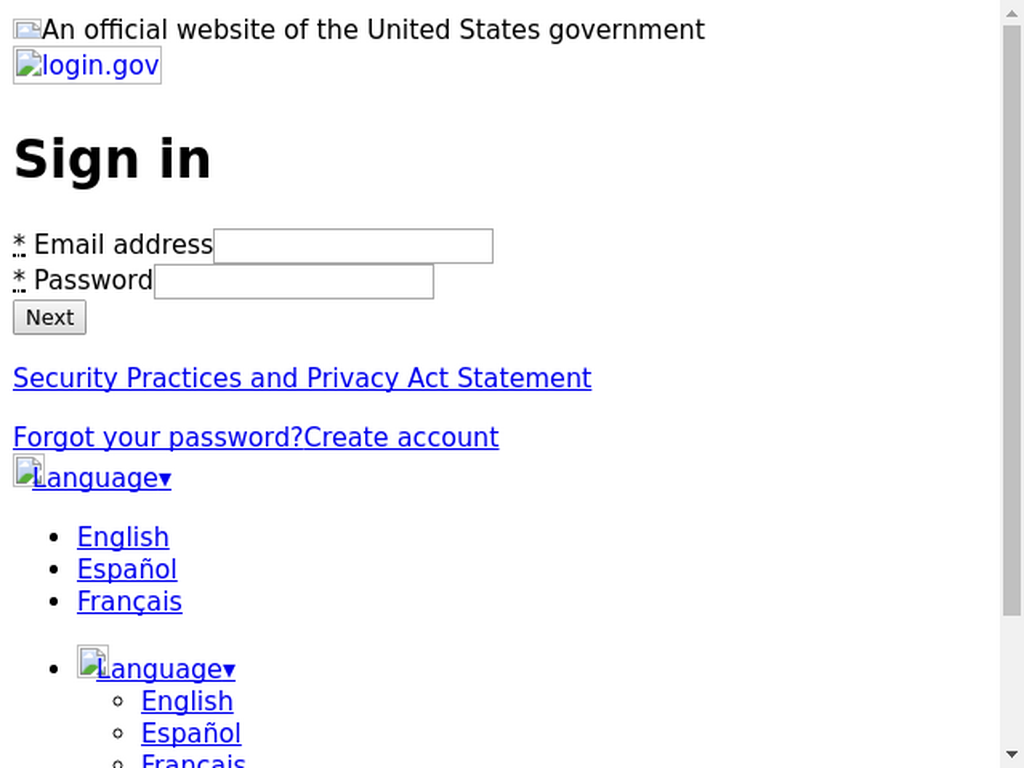 An official website of the United States government
login.gov
Sign in
* Email address
* Password
Next
Security Practices and Privacy Act Statement
Forgot your password?Create account
Language▾
English
Español
Français
Language▾
English
Español
Français